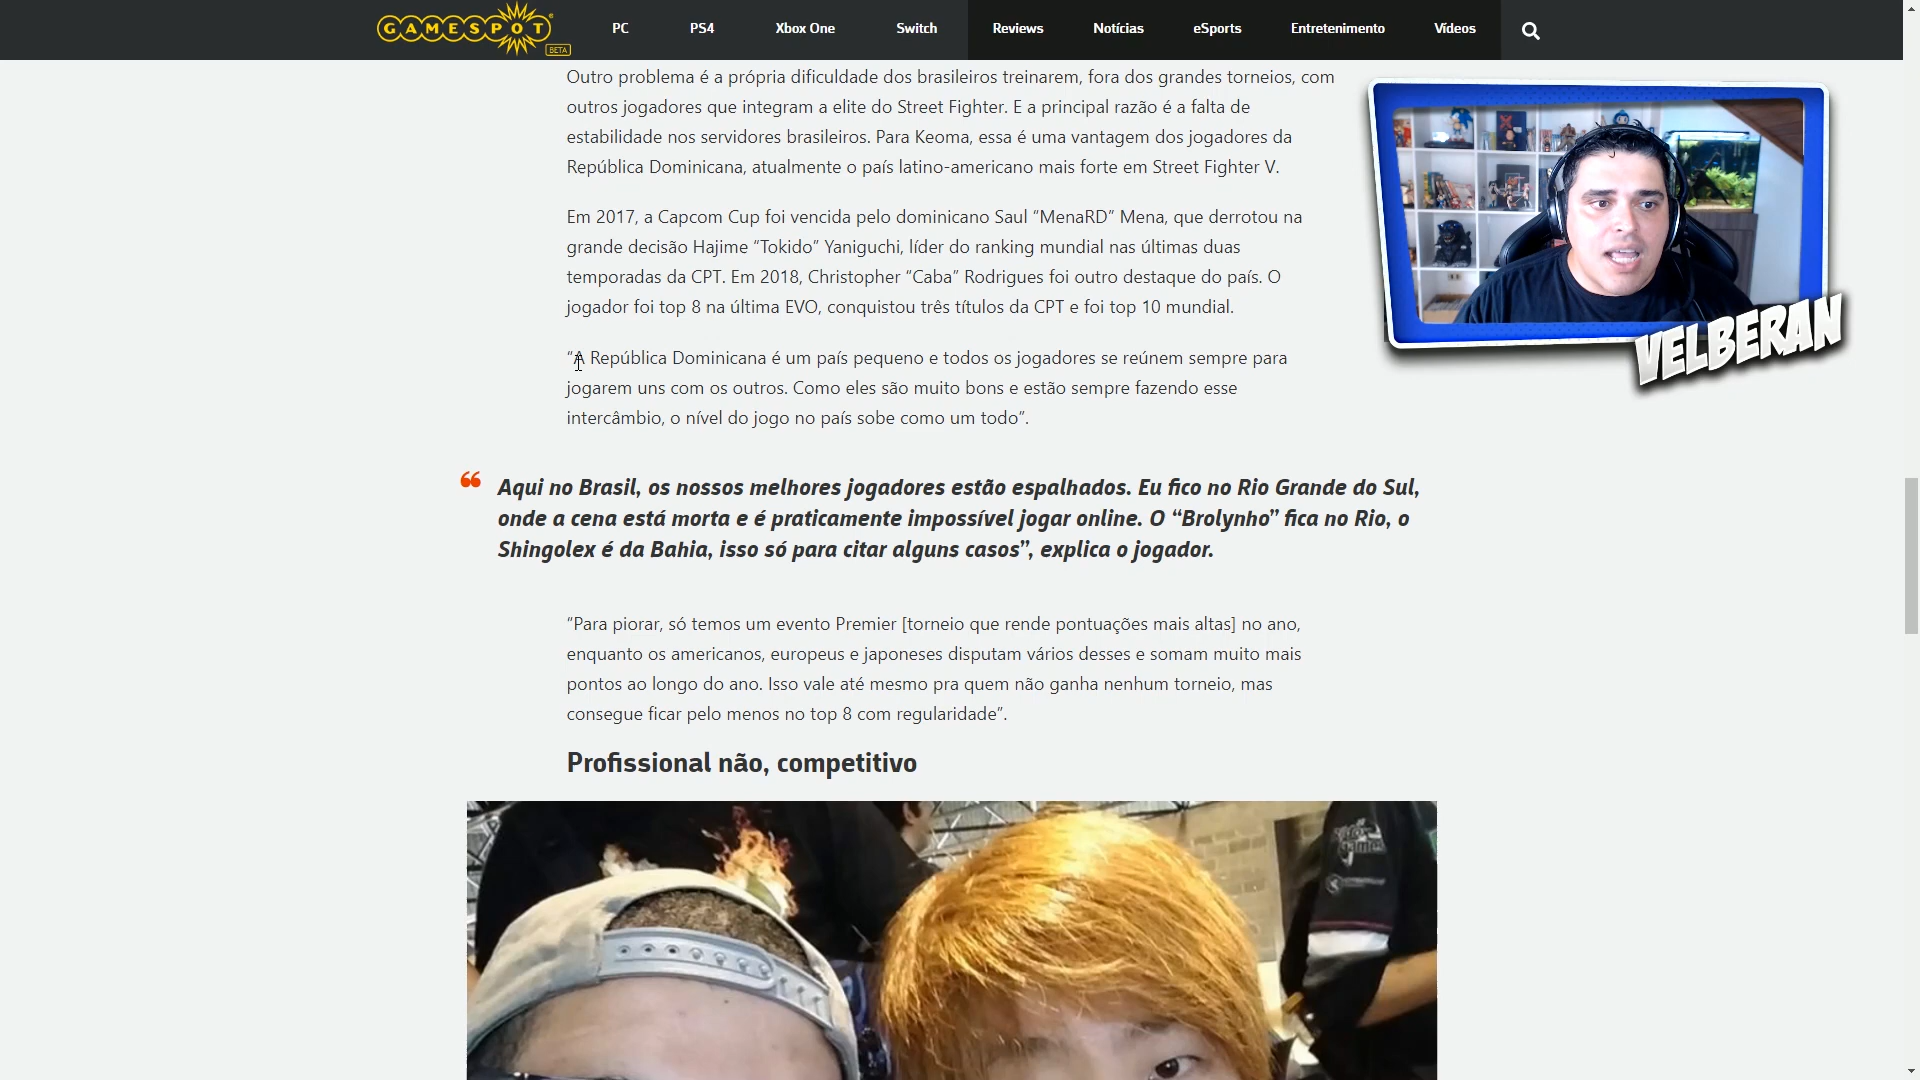 GAMESPOT
BETA
PC
PS4
Xbox One
Switch
Reviews
Notícias
eSports
Entretenimento
Vídeos
Outro problema é a própria dificuldade dos brasileiros treinarem, fora dos grandes torneios, com
outros jogadores que integram a elite do Street Fighter. E a principal razão é a falta de
estabilidade nos servidores brasileiros. Para Keoma, essa é uma vantagem dos jogadores da
República Dominicana, atualmente o país latino-americano mais forte em Street Fighter V.
Em 2017, a Capcom Cup foi vencida pelo dominicano Saul “MenaRD” Mena, que derrotou na
grande decisão Hajime “Tokido” Yaniguchi, líder do ranking mundial nas últimas duas
temporadas da CPT. Em 2018, Christopher “Caba” Rodrigues foi outro destaque do país. O
jogador foi top 8 na última EVO, conquistou três títulos da CPT e foi top 10 mundial.
VELBERAN
“A República Dominicana é um país pequeno e todos os jogadores se reúnem sempre para
jogarem uns com os outros. Como eles são muito bons e estão sempre fazendo esse
intercâmbio, o nível do jogo no país sobe como um todo”.
“ Aqui no Brasil, os nossos melhores jogadores estão espalhados. Eu fico no Rio Grande do Sul,
onde a cena está morta e é praticamente impossível jogar online. O “Brolynho” fica no Rio, o
Shingolex é da Bahia, isso só para citar alguns casos”, explica o jogador.
“Para piorar, só temos um evento Premier [torneio que rende pontuações mais altas] no ano,
enquanto os americanos, europeus e japoneses disputam vários desses e somam muito mais
pontos ao longo do ano. Isso vale até mesmo pra quem não ganha nenhum torneio, mas
consegue ficar pelo menos no top 8 com regularidade”.
Profissional não, competitivo